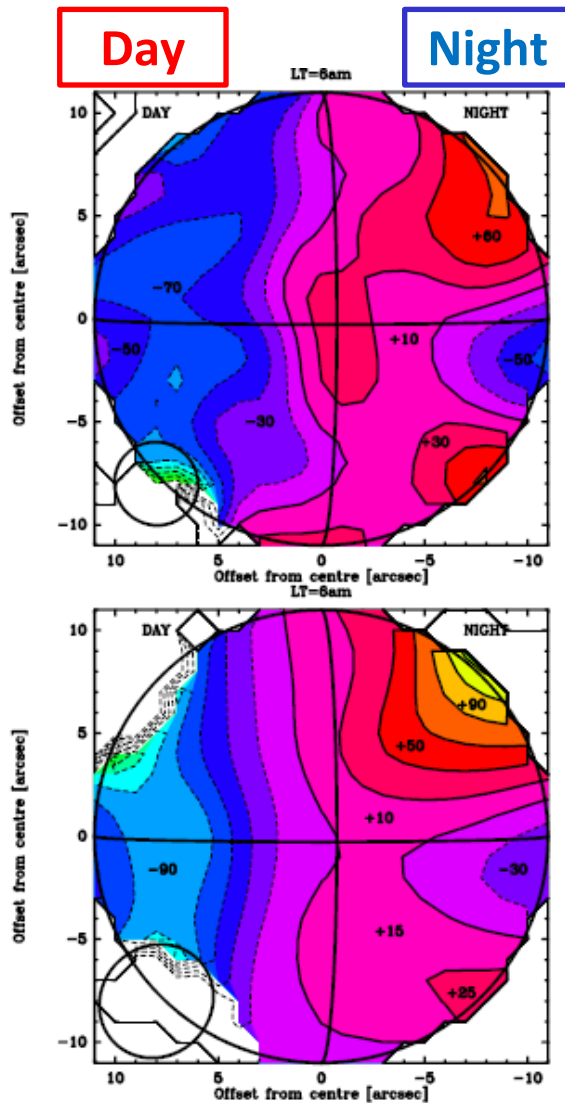 Day Night
LT=6am
DAY NIGHT
10
+60
5
-70
Offset from centre [arcsec]
0
+10
-50 -50
-30
-5
+30
-10
10 5 0 -5 -10
Offset from centre [arcsec]
LT=6am
DAY NIGHT
10
+90
5
+50
+10
Offset from centre [arcsec]
0
-90 -30
+15
-5
+25
-10
10 5 0 -5 -10
Offset from centre [arcsec]